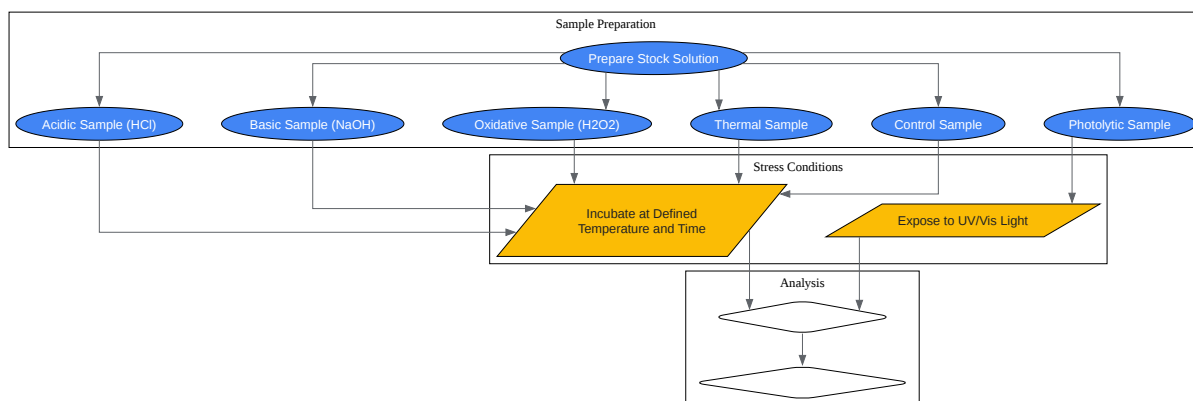 Sample Preparation
Prepare Stock Solution
Acidic Sample (HCl)
Basic Sample (NaOH)
Oxidative Sample (H2O2)
Thermal Sample
Control Sample
Photolytic Sample
Stress Conditions
Incubate at Defined
Temperature and Time
Expose to UV/Vis Light
Analysis